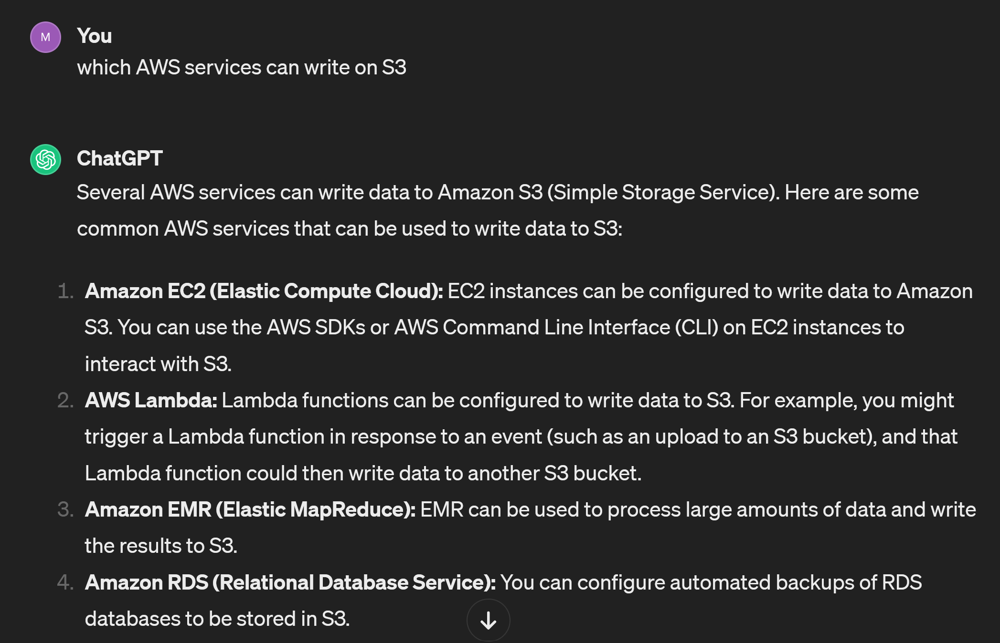 M
You
which AWS services can write on S3
ChatGPT
Several AWS services can write data to Amazon S3 (Simple Storage Service). Here are some
common AWS services that can be used to write data to S3:
1. Amazon EC2 (Elastic Compute Cloud): EC2 instances can be configured to write data to Amazon
S3. You can use the AWS SDKs or AWS Command Line Interface (CLI) on EC2 instances to
interact with S3.
2. AWS Lambda: Lambda functions can be configured to write data to S3. For example, you might
trigger a Lambda function in response to an event (such as an upload to an S3 bucket), and that
Lambda function could then write data to another S3 bucket.
3. Amazon EMR (Elastic MapReduce): EMR can be used to process large amounts of data and write
the results to S3.
4. Amazon RDS (Relational Database Service): You can configure automated backups of RDS
databases to be stored in S3.